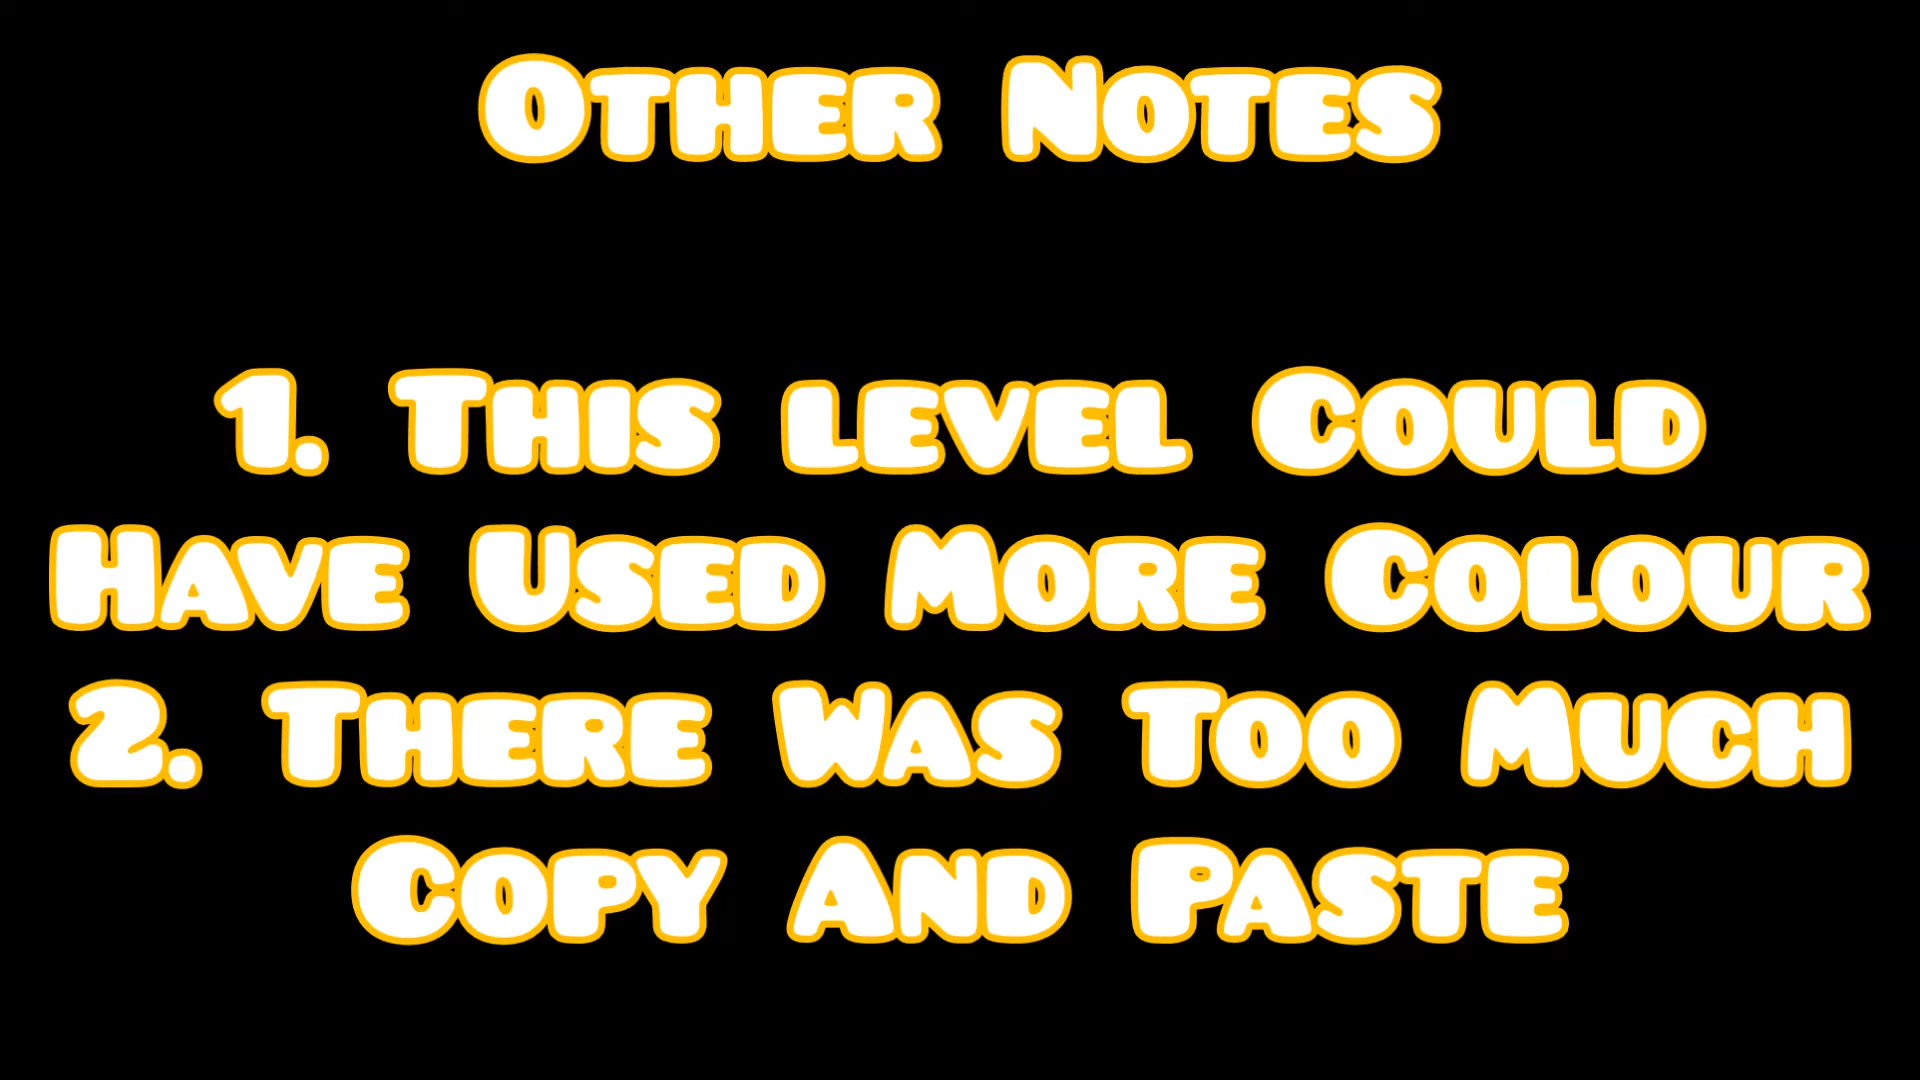 Other Notes
1. This level Could
Have Used More Colour
2. There Was Too Much
Copy And Paste